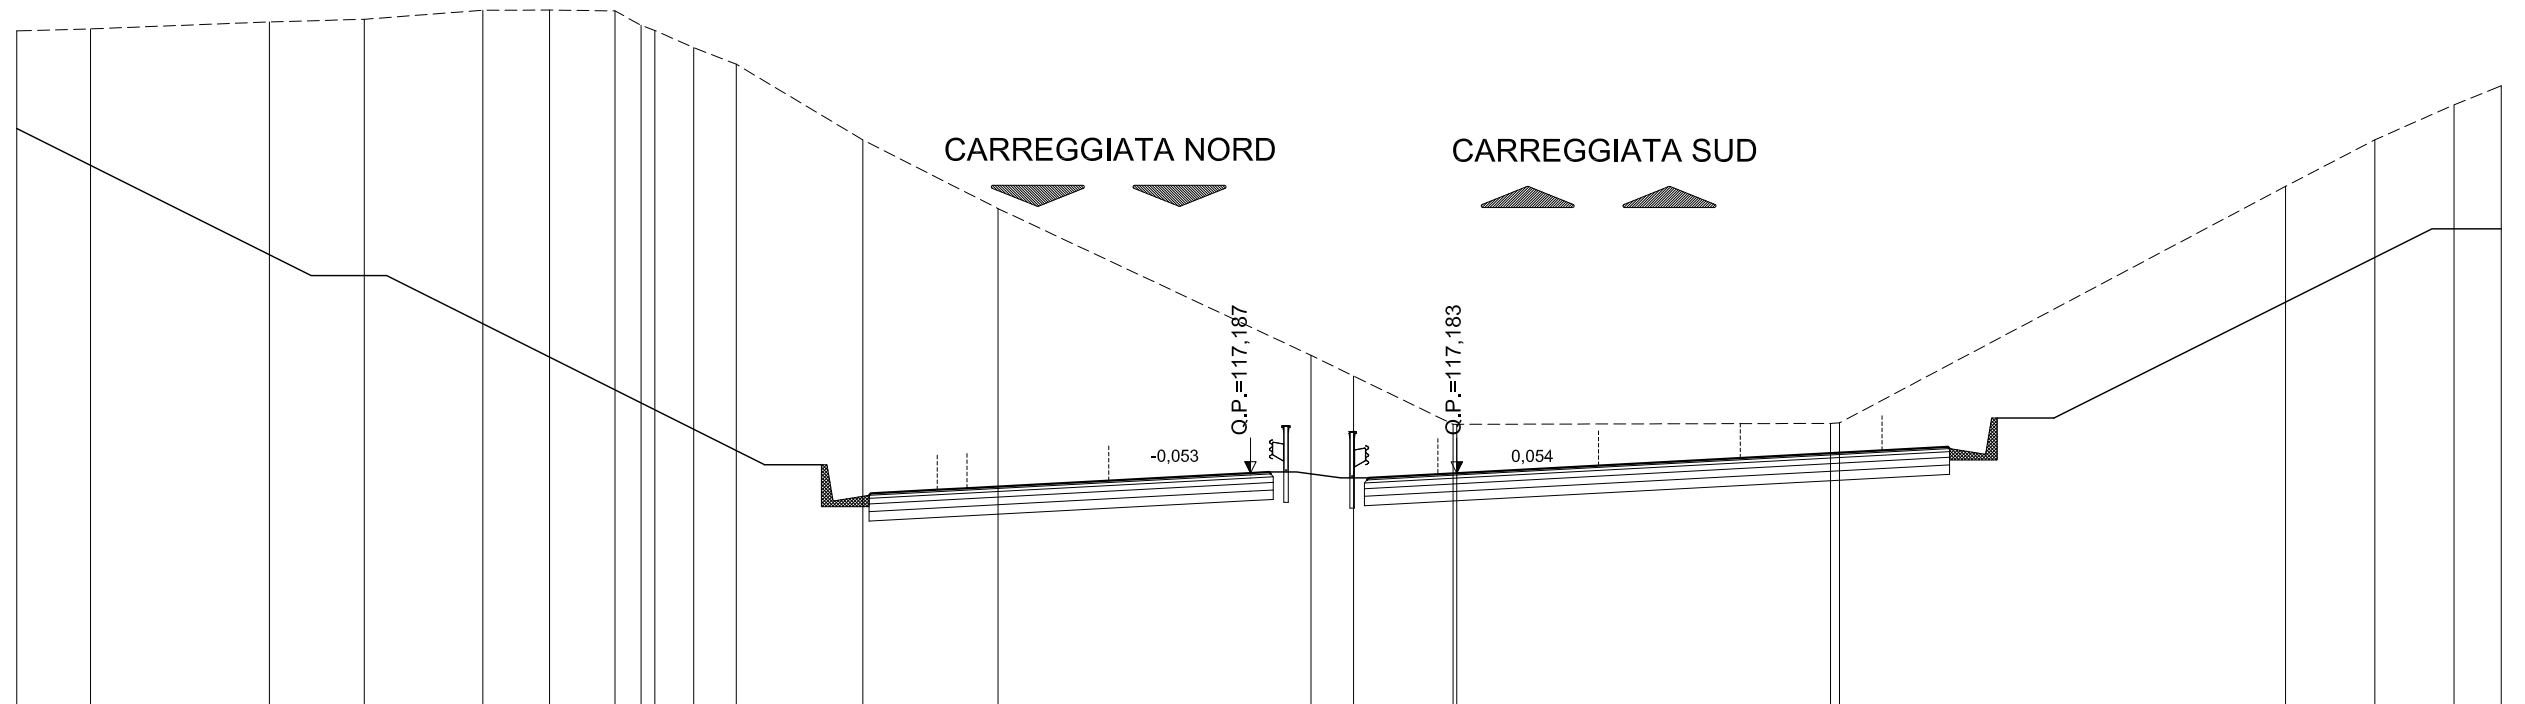 CARREGGIATA NORD
CARREGGIATA SUD
Q.P.=117,187
Q.P.=117,183
-0,053
0,054